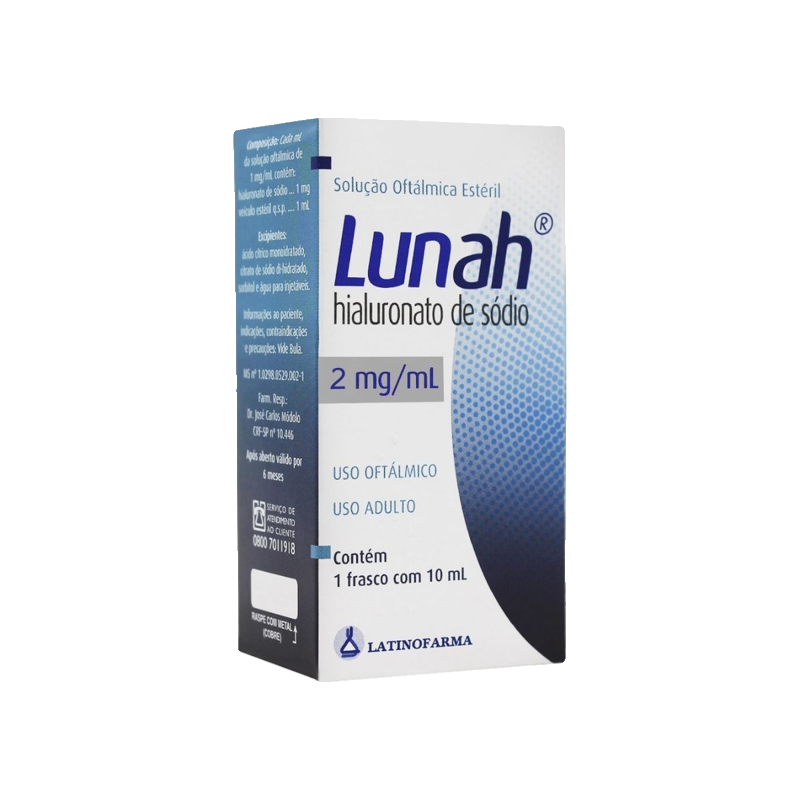 Composição: Cada mL
da solução oftálmica de
1 mg/mL contém:
hialuronato de sódio ... 1 mg
veículo estéril q.s.p. .... 1 mL
Excipientes:
ácido cítrico monoidratado,
citrato de sódio di-hidratado,
sorbitol e água para injetáveis.
Informações ao paciente,
indicações, contraindicações
e precauções: Vide Bula.
MS nº 1.0298.0529.002-1
Farm. Resp.:
Dr. José Carlos Módolo
CRF-SP nº 10.446
Após aberto válido por
6 meses
SERVIÇO DE
ATENDIMENTO
AO CLIENTE
0800 7011918
RASPE COM METAL
(COBRE)
Solução Oftálmica Estéril
Lunah®
hialuronato de sódio
2 mg/mL
USO OFTÁLMICO
USO ADULTO
Contém
1 frasco com 10 mL
LATINOFARMA